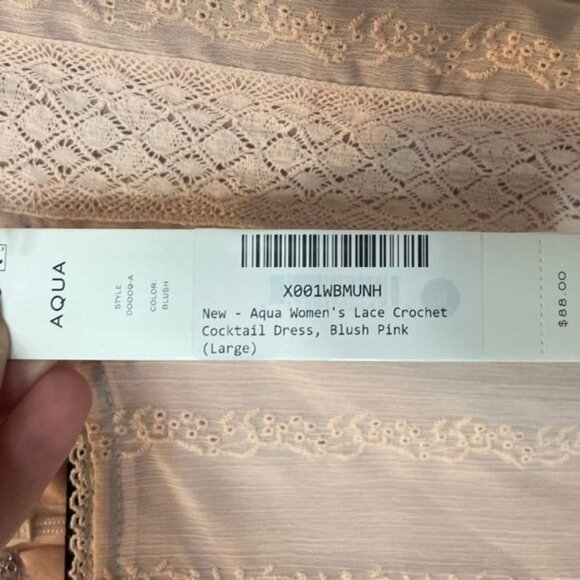 AQUA
STYLE:
D0009-A
COLOR:
BLUSH
X001WBMUNH
New - Aqua Women's Lace Crochet
Cocktail Dress, Blush Pink
(Large)
$88.00